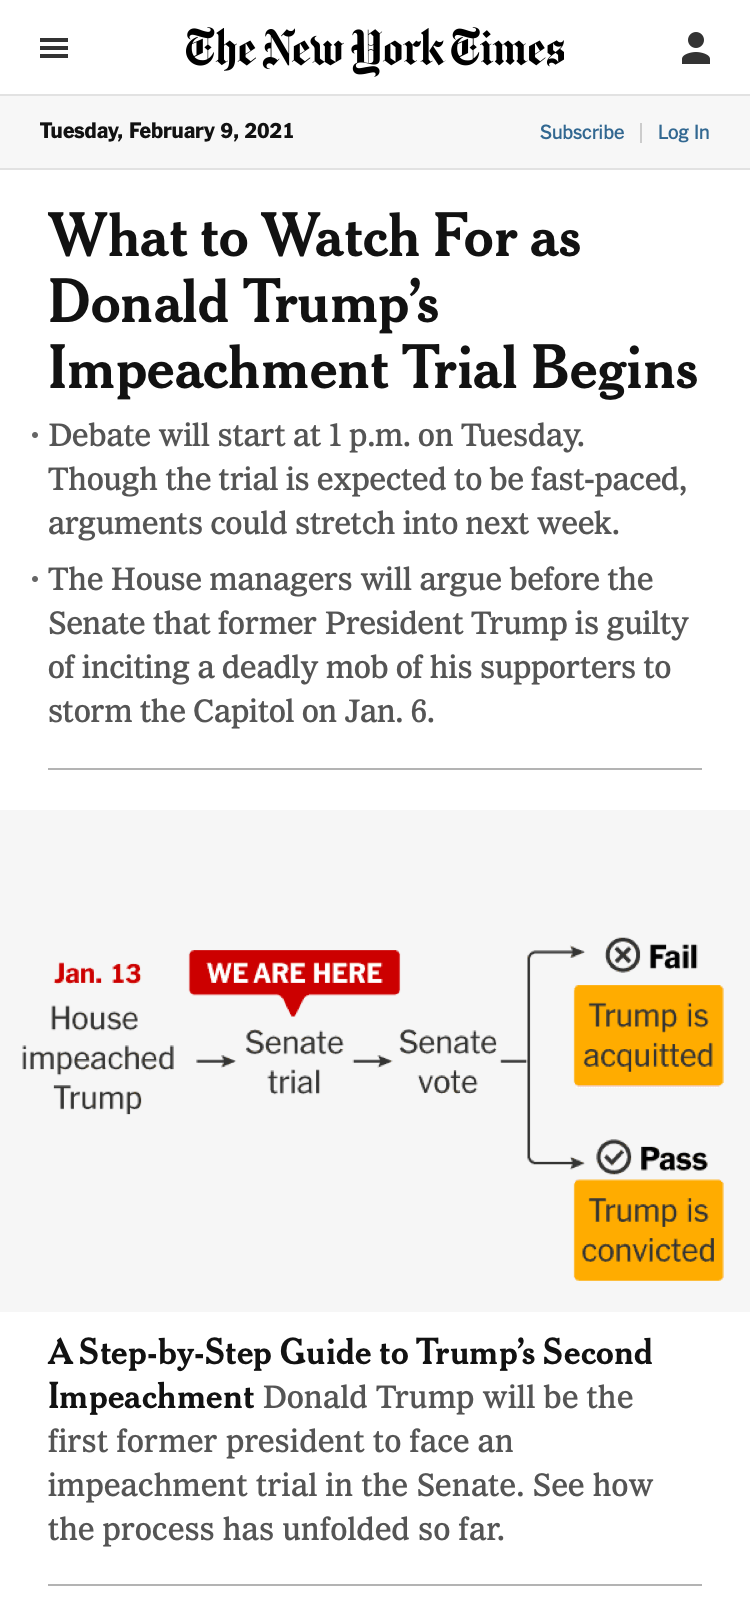 The New York Times
Tuesday, February 9, 2021
Subscribe | Log In
What to Watch For as
Donald Trump’s
Impeachment Trial Begins
• Debate will start at 1 p.m. on Tuesday.
Though the trial is expected to be fast-paced,
arguments could stretch into next week.
• The House managers will argue before the
Senate that former President Trump is guilty
of inciting a deadly mob of his supporters to
storm the Capitol on Jan. 6.
Jan. 13
House
impeached
Trump
WE ARE HERE
Senate
trial
Senate
vote
Fail
Trump is
acquitted
Pass
Trump is
convicted
A Step-by-Step Guide to Trump’s Second
Impeachment Donald Trump will be the
first former president to face an
impeachment trial in the Senate. See how
the process has unfolded so far.